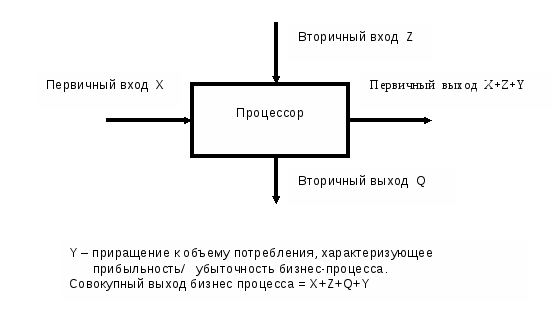 Вторичный вход Z
Первичный вход X
Первичный выход X+Z+Y
Процессор
Вторичный выход Q
Y – приращение к объему потребления, характеризующее
прибыльность/ убыточность бизнес-процесса.
Совокупный выход бизнес процесса = X+Z+Q+Y